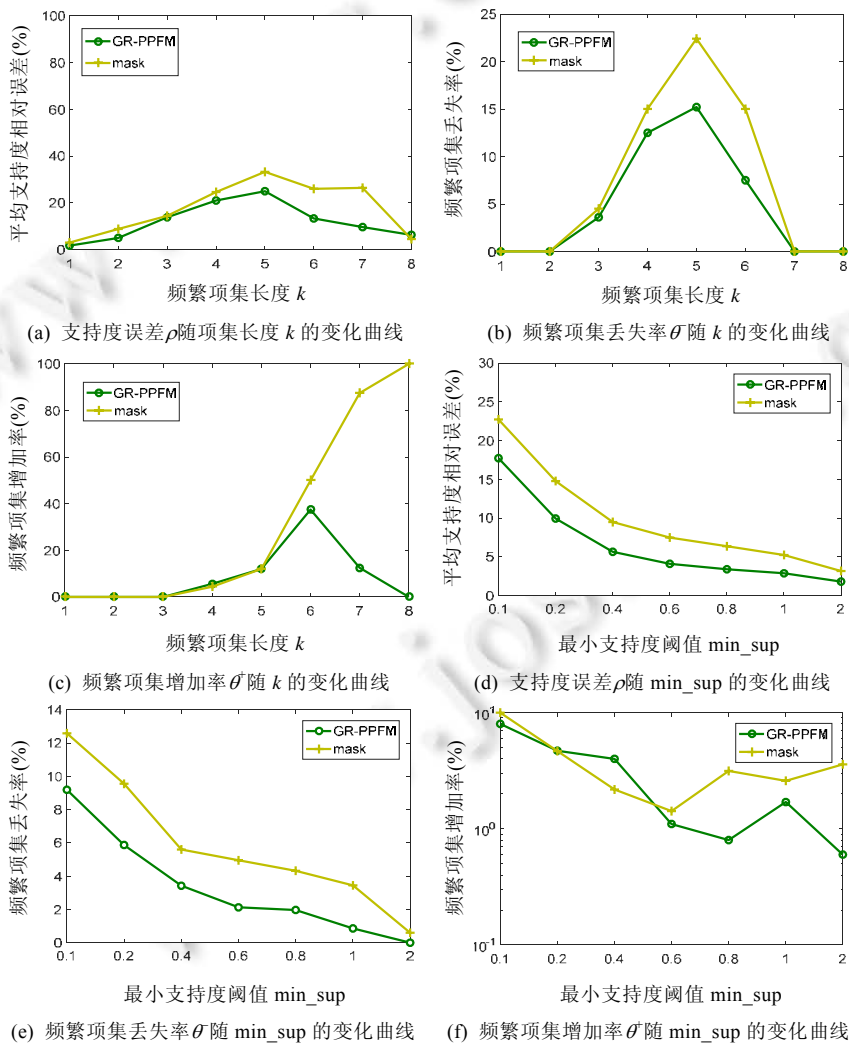 100
80
60
40
20
0
1 2 3 4 5 6 7 8
平均支持度相对误差(%)
GR-PPFM
mask
频繁项集长度 k
(a) 支持度误差ρ随项集长度 k 的变化曲线
25
20
15
10
5
0
1 2 3 4 5 6 7 8
频繁项集丢失率(%)
GR-PPFM
mask
频繁项集长度 k
(b) 频繁项集丢失率θ⁻随 k 的变化曲线
100
80
60
40
20
0
1 2 3 4 5 6 7 8
频繁项集增加率(%)
GR-PPFM
mask
频繁项集长度 k
(c) 频繁项集增加率θ⁺随 k 的变化曲线
30
25
20
15
10
5
0
0.1 0.2 0.4 0.6 0.8 1 2
平均支持度相对误差(%)
GR-PPFM
mask
最小支持度阈值 min_sup
(d) 支持度误差ρ随 min_sup 的变化曲线
14
12
10
8
6
4
2
0
0.1 0.2 0.4 0.6 0.8 1 2
频繁项集丢失率(%)
GR-PPFM
mask
最小支持度阈值 min_sup
(e) 频繁项集丢失率θ⁻随 min_sup 的变化曲线
10¹
10⁰
10⁻¹
0.1 0.2 0.4 0.6 0.8 1 2
频繁项集增加率(%)
GR-PPFM
mask
最小支持度阈值 min_sup
(f) 频繁项集增加率θ⁺随 min_sup 的变化曲线